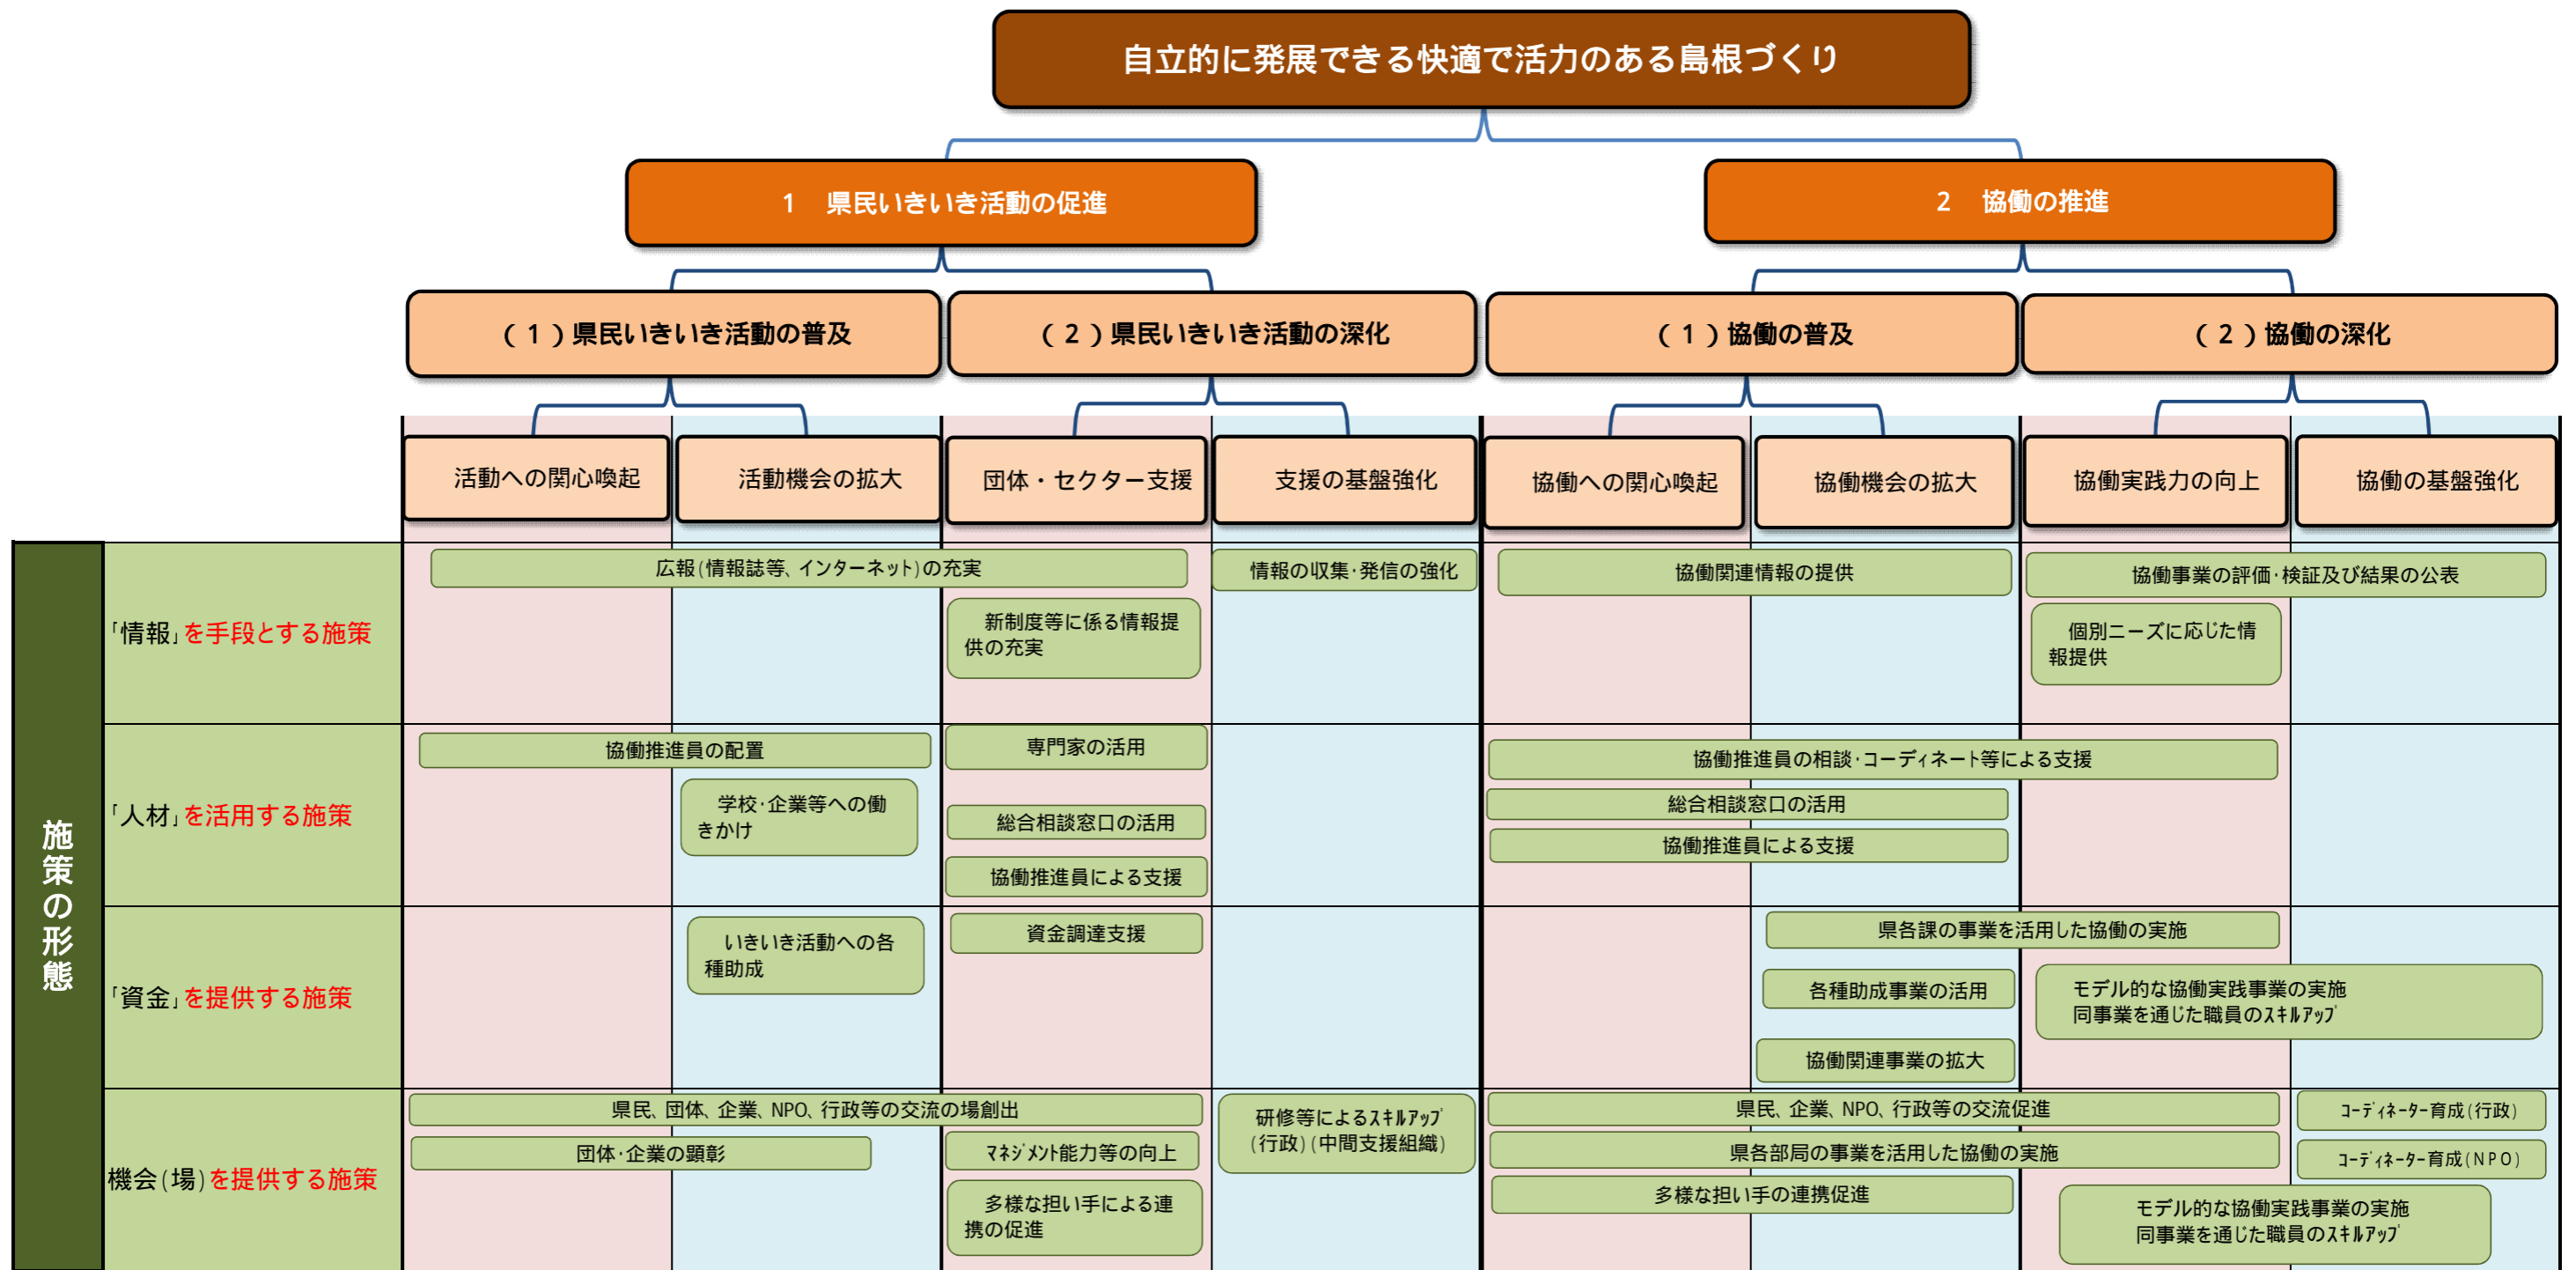 自立的に発展できる快適で活力のある島根づくり
1　県民いきいき活動の促進
2　協働の推進
（１）県民いきいき活動の普及
（２）県民いきいき活動の深化
（１）協働の普及
（２）協働の深化
活動への関心喚起
活動機会の拡大
団体・セクター支援
支援の基盤強化
協働への関心喚起
協働機会の拡大
協働実践力の向上
協働の基盤強化
施策の形態
「情報」を手段とする施策
広報(情報誌等、インターネット)の充実
情報の収集･発信の強化
協働関連情報の提供
協働事業の評価･検証及び結果の公表
新制度等に係る情報提
供の充実
個別ニーズに応じた情
報提供
「人材」を活用する施策
協働推進員の配置
専門家の活用
協働推進員の相談･コーディネート等による支援
学校･企業等への働
きかけ
総合相談窓口の活用
総合相談窓口の活用
協働推進員による支援
協働推進員による支援
「資金」を提供する施策
いきいき活動への各
種助成
資金調達支援
県各課の事業を活用した協働の実施
各種助成事業の活用
モデル的な協働実践事業の実施
同事業を通じた職員のｽｷﾙｱｯﾌﾟ
協働関連事業の拡大
機会(場)を提供する施策
県民、団体、企業、NPO、行政等の交流の場創出
研修等によるｽｷﾙｱｯﾌﾟ
(行政)(中間支援組織)
県民、企業、NPO、行政等の交流促進
ｺｰﾃﾞｨﾈｰﾀｰ育成(行政)
団体･企業の顕彰
ﾏﾈｼﾞﾒﾝﾄ能力等の向上
県各部局の事業を活用した協働の実施
ｺｰﾃﾞｨﾈｰﾀｰ育成(ＮＰＯ)
多様な担い手による連
携の促進
多様な担い手の連携促進
モデル的な協働実践事業の実施
同事業を通じた職員のｽｷﾙｱｯﾌﾟ